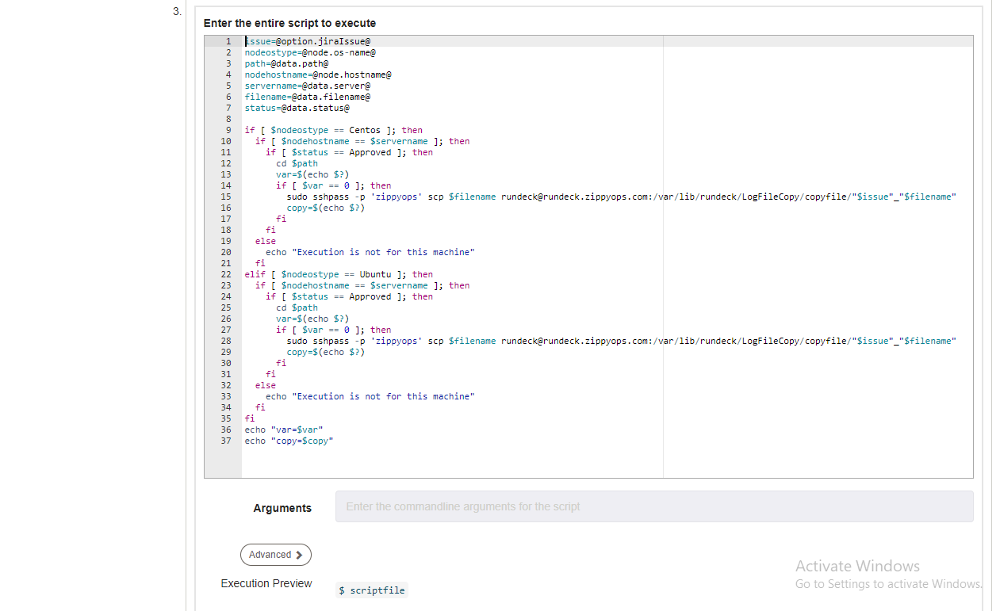 3.
Enter the entire script to execute
1 issue=@option.jiraIssue@
2 nodeostype=@node.os-name@
3 path=@data.path@
4 nodehostname=@node.hostname@
5 servername=@data.server@
6 filename=@data.filename@
7 status=@data.status@
8
9 if [ $nodeostype == Centos ]; then
10   if [ $nodehostname == $servername ]; then
11     if [ $status == Approved ]; then
12       cd $path
13       var=$(echo $?)
14       if [ $var == 0 ]; then
15         sudo sshpass -p 'zippyops' scp $filename rundeck@rundeck.zippyops.com:/var/lib/rundeck/LogFileCopy/copyfile/"$issue"_"$filename"
16         copy=$(echo $?)
17       fi
18     fi
19   else
20     echo "Execution is not for this machine"
21   fi
22 elif [ $nodeostype == Ubuntu ]; then
23   if [ $nodehostname == $servername ]; then
24     if [ $status == Approved ]; then
25       cd $path
26       var=$(echo $?)
27       if [ $var == 0 ]; then
28         sudo sshpass -p 'zippyops' scp $filename rundeck@rundeck.zippyops.com:/var/lib/rundeck/LogFileCopy/copyfile/"$issue"_"$filename"
29         copy=$(echo $?)
30       fi
31     fi
32   else
33     echo "Execution is not for this machine"
34   fi
35 fi
36 echo "var=$var"
37 echo "copy=$copy"
Arguments Enter the commandline arguments for the script
Advanced
Execution Preview $ scriptfile
Activate Windows
Go to Settings to activate Windows.